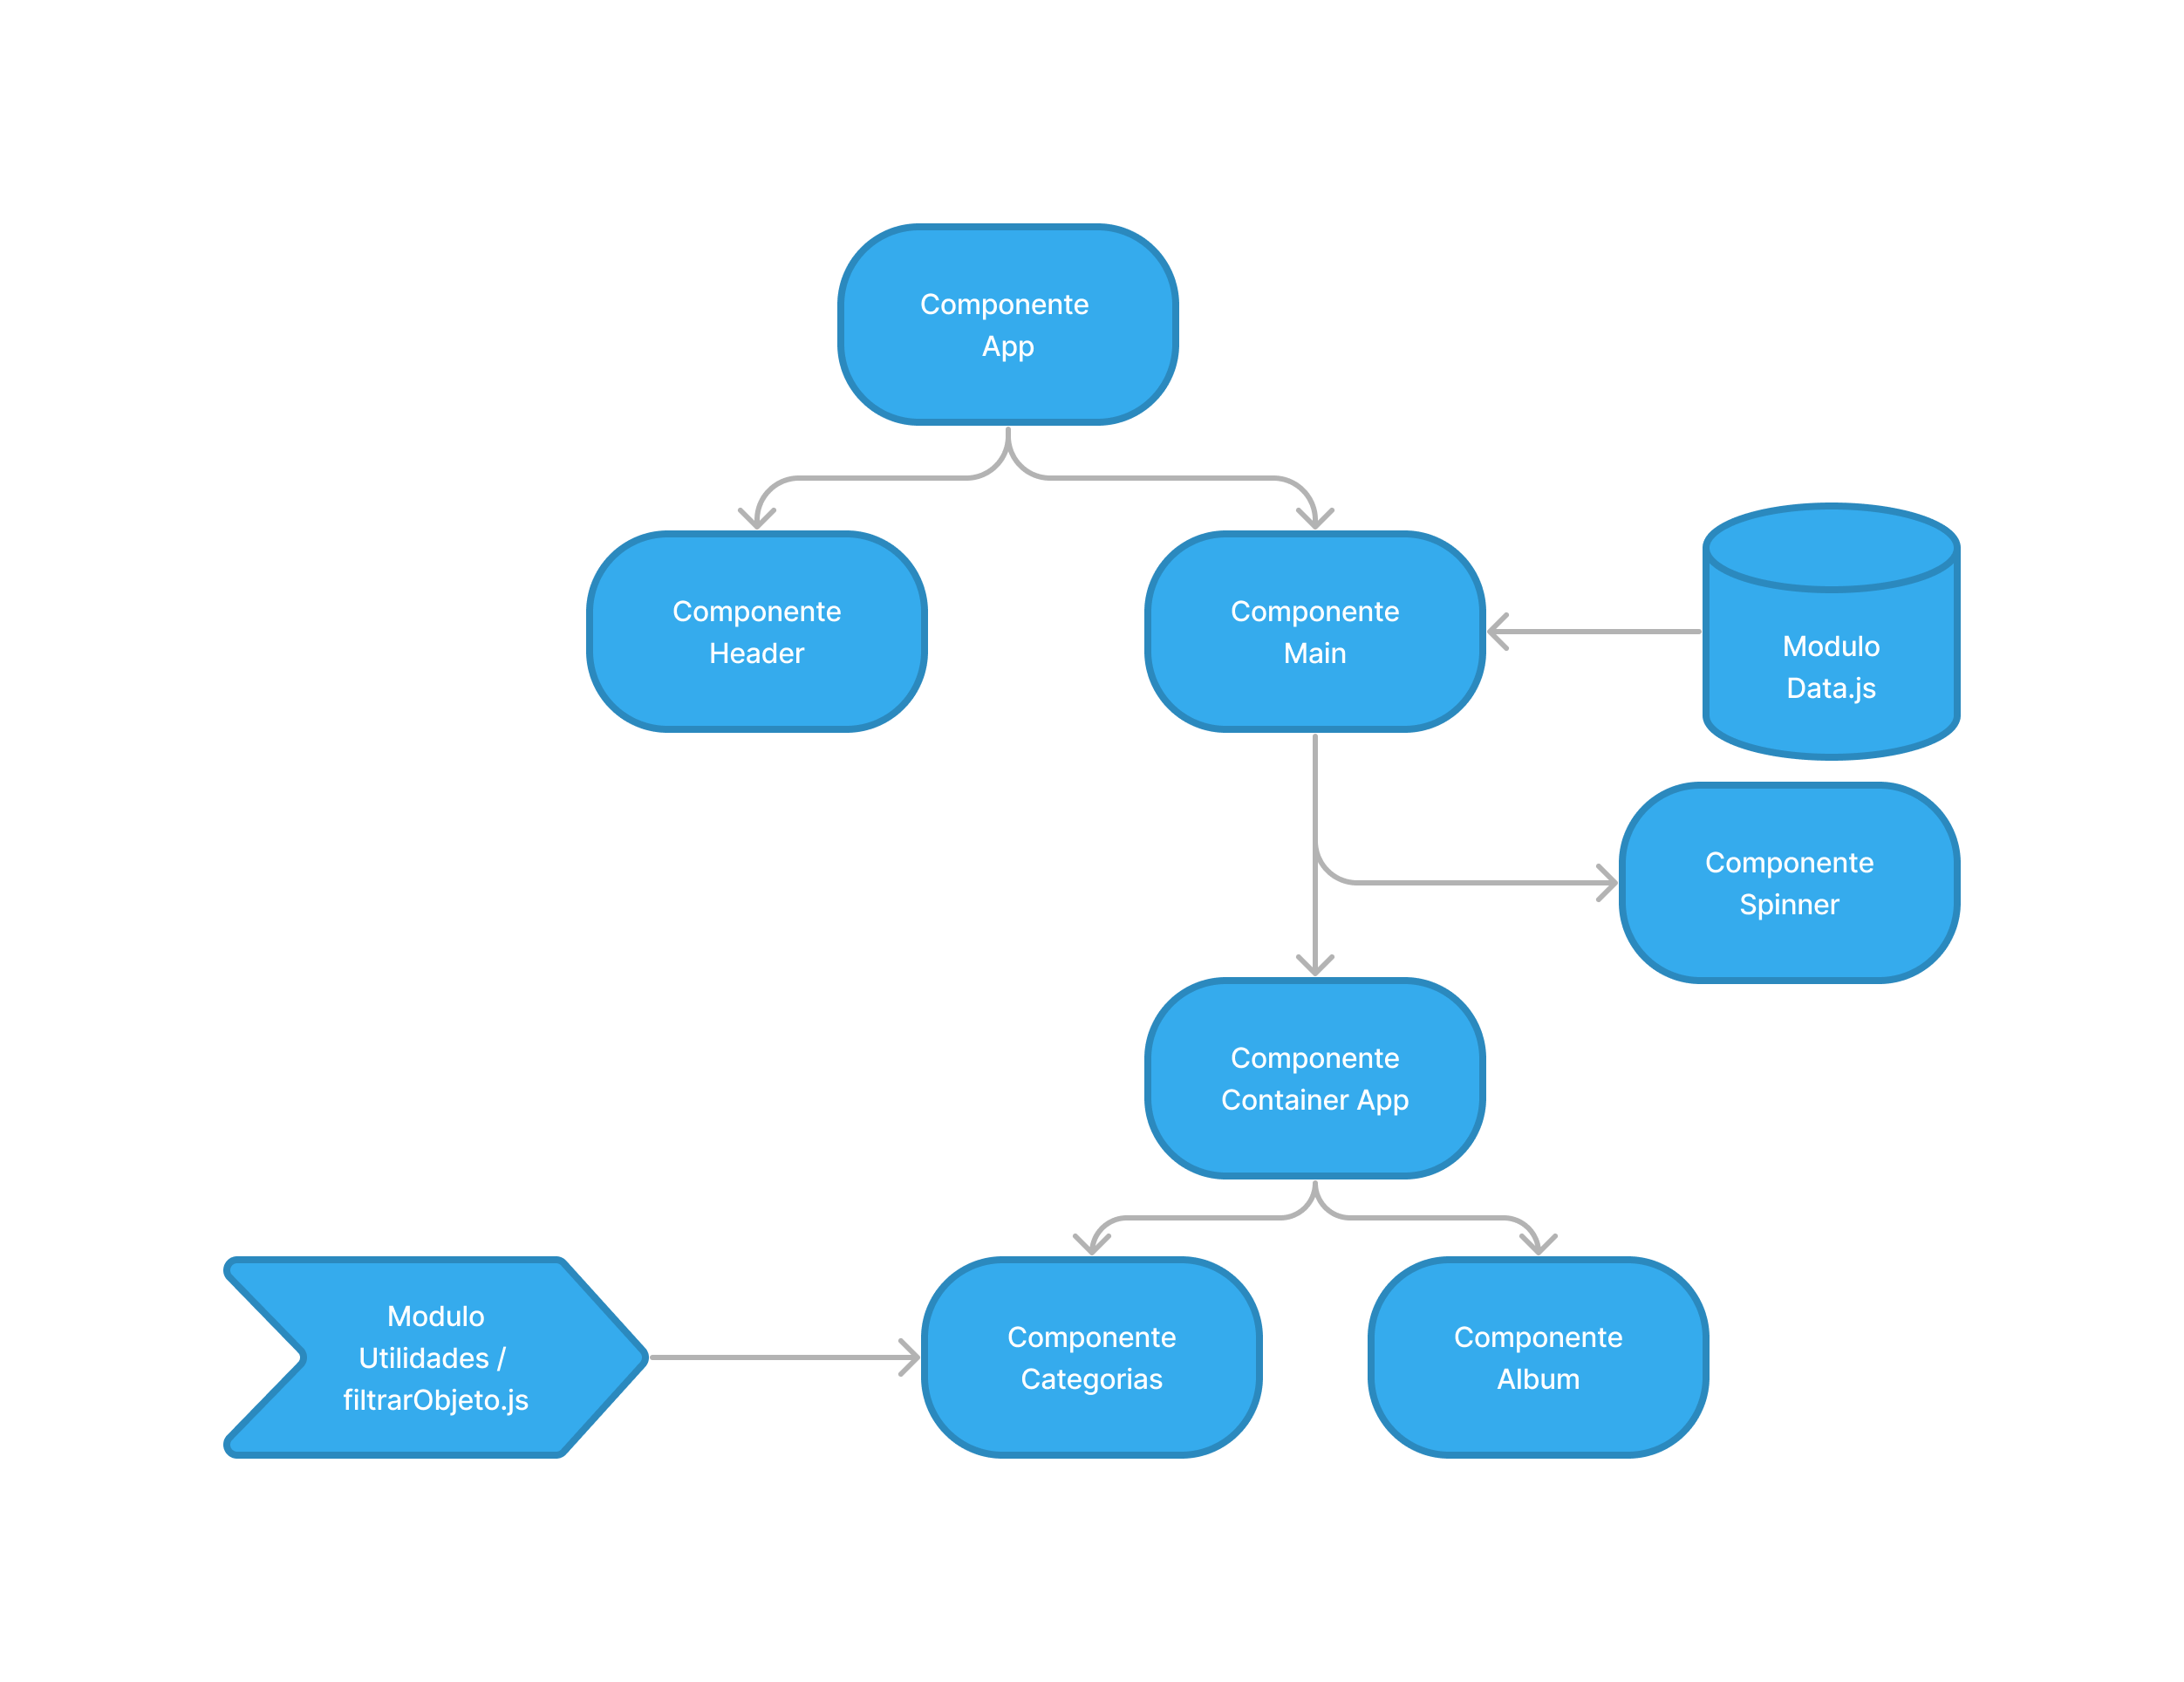 Componente
App
Componente
Header
Componente
Main
Modulo
Data.js
Componente
Spinner
Componente
Container App
Modulo
Utilidades /
filtrarObjeto.js
Componente
Categorias
Componente
Album